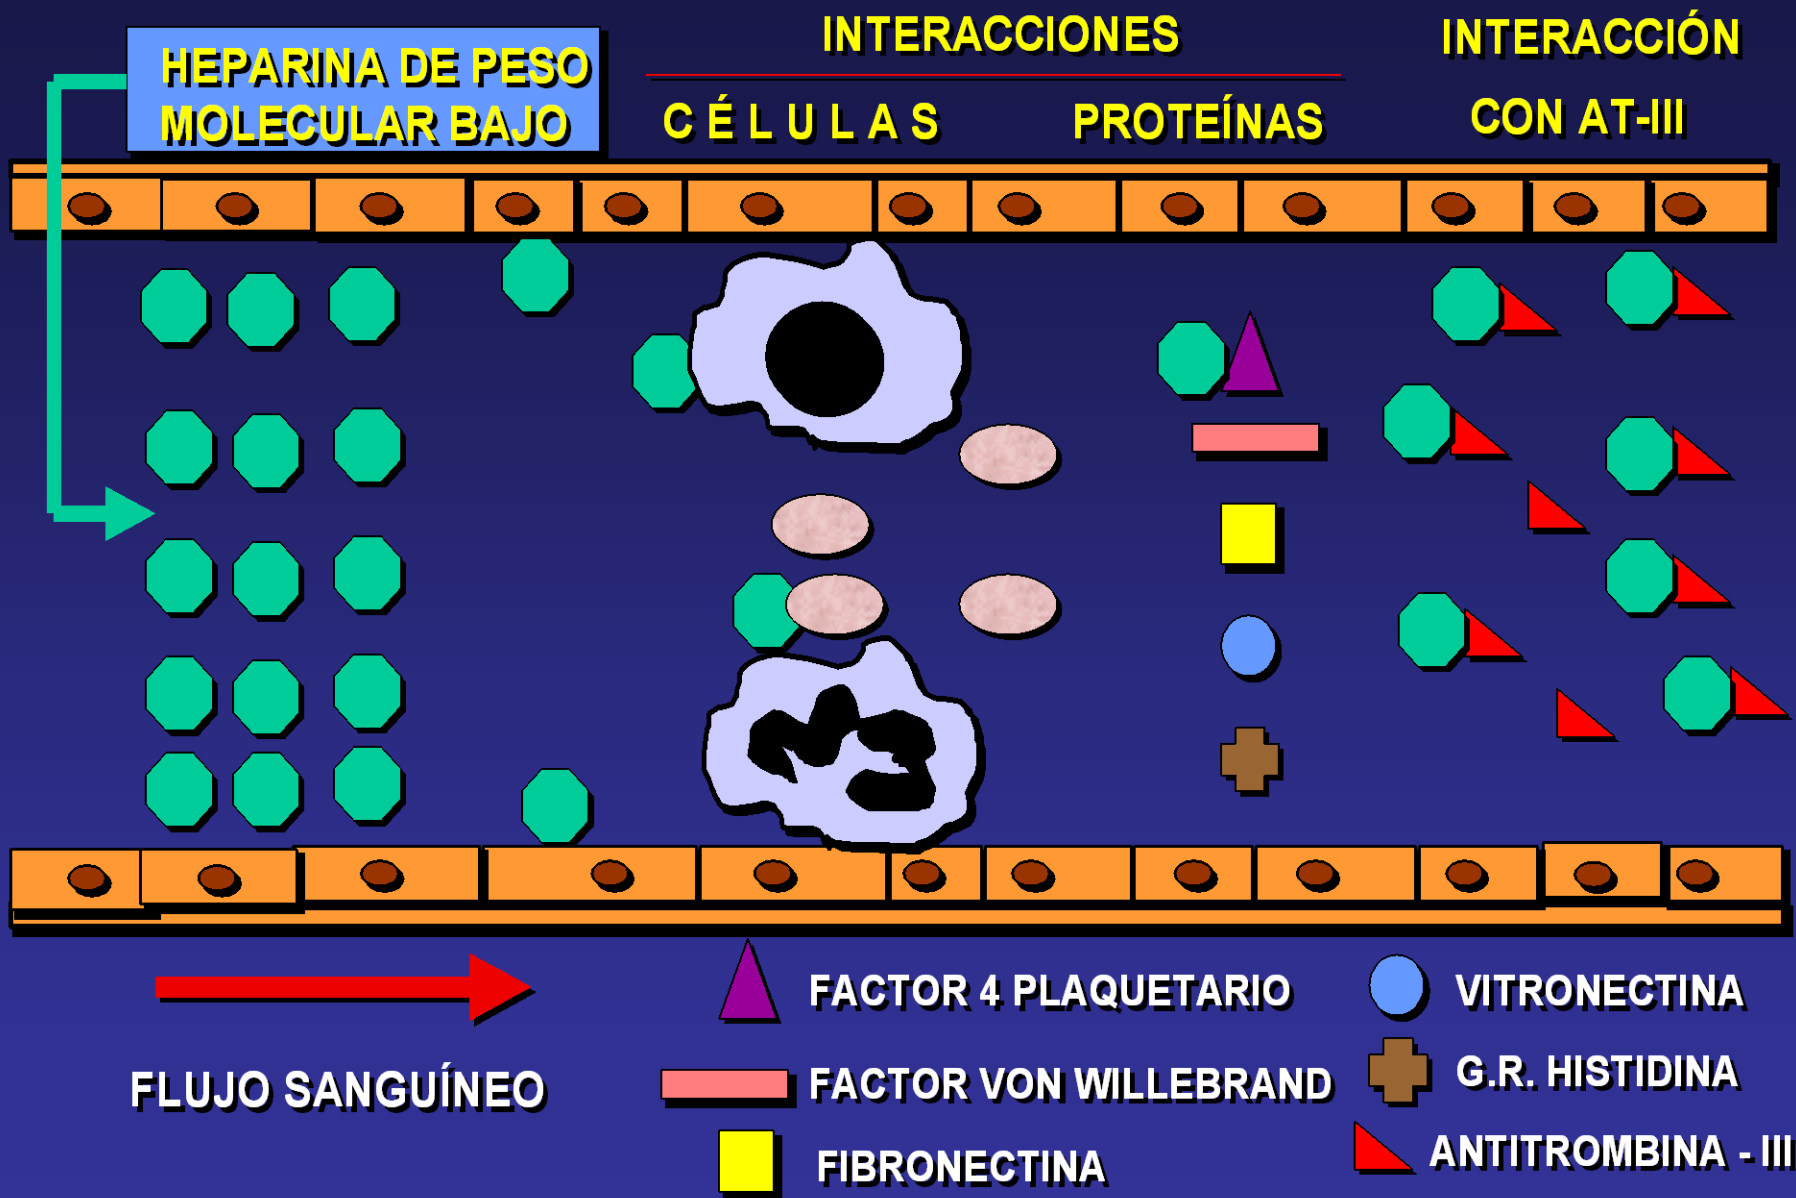 HEPARINA DE PESO
MOLECULAR BAJO
INTERACCIONES
CÉLULAS PROTEÍNAS
INTERACCIÓN
CON AT-III
FLUJO SANGUÍNEO
FACTOR 4 PLAQUETARIO
FACTOR VON WILLEBRAND
FIBRONECTINA
VITRONECTINA
G.R. HISTIDINA
ANTITROMBINA - III